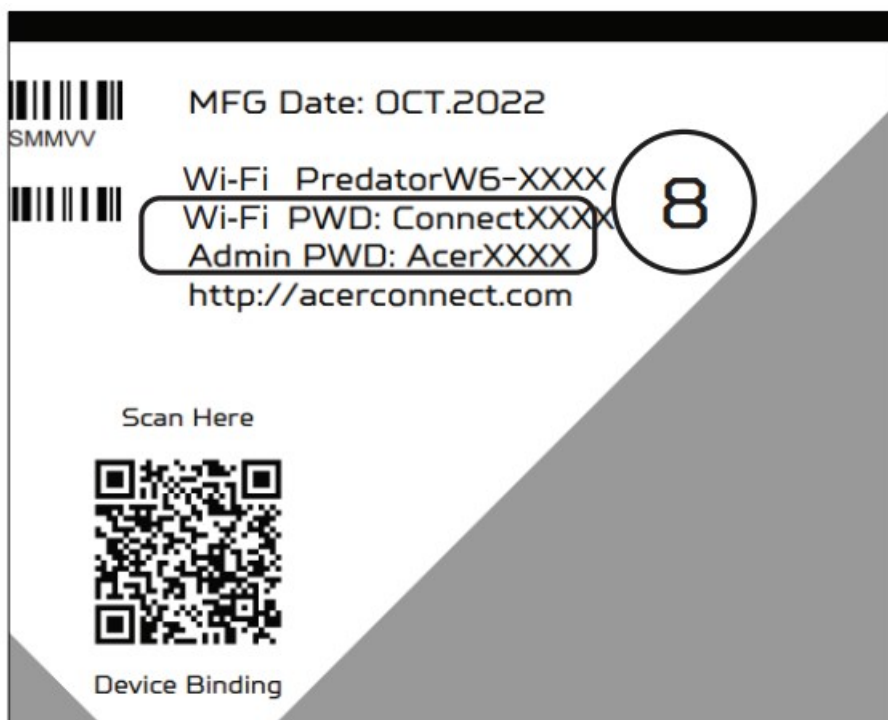 MFG Date: OCT.2022
SMMVV
Wi-Fi PredatorW6-XXXX
Wi-Fi PWD: ConnectXXXX
8
Admin PWD: AcerXXXX
http://acerconnect.com
Scan Here
Device Binding